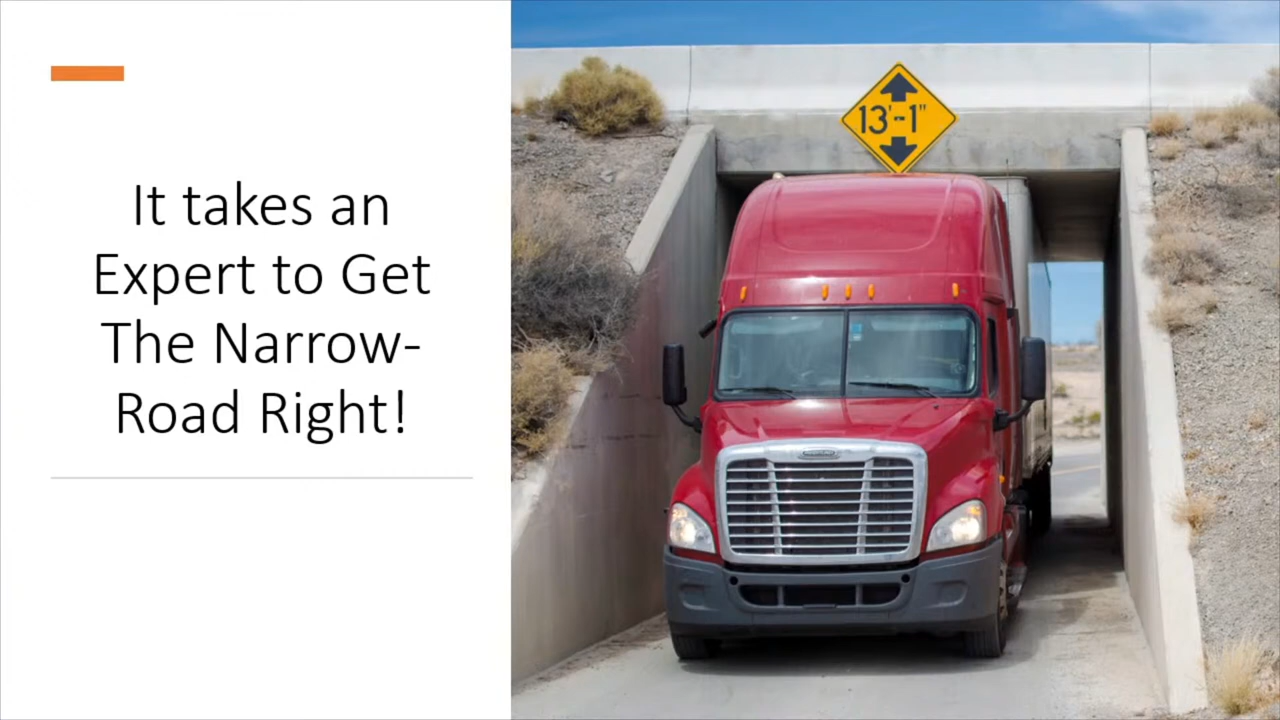 It takes an
Expert to Get
The Narrow-
Road Right!
13'-1"